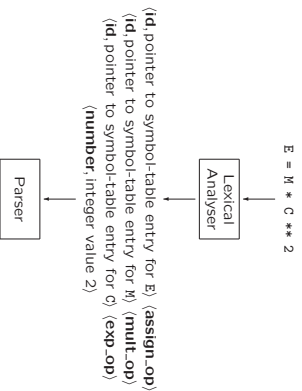 E = M * C ** 2
Lexical
Analyser
⟨id, pointer to symbol-table entry for E⟩ ⟨assign_op⟩
⟨id, pointer to symbol-table entry for M⟩ ⟨mult_op⟩
⟨id, pointer to symbol-table entry for C⟩ ⟨exp_op⟩
⟨number, integer value 2⟩
Parser